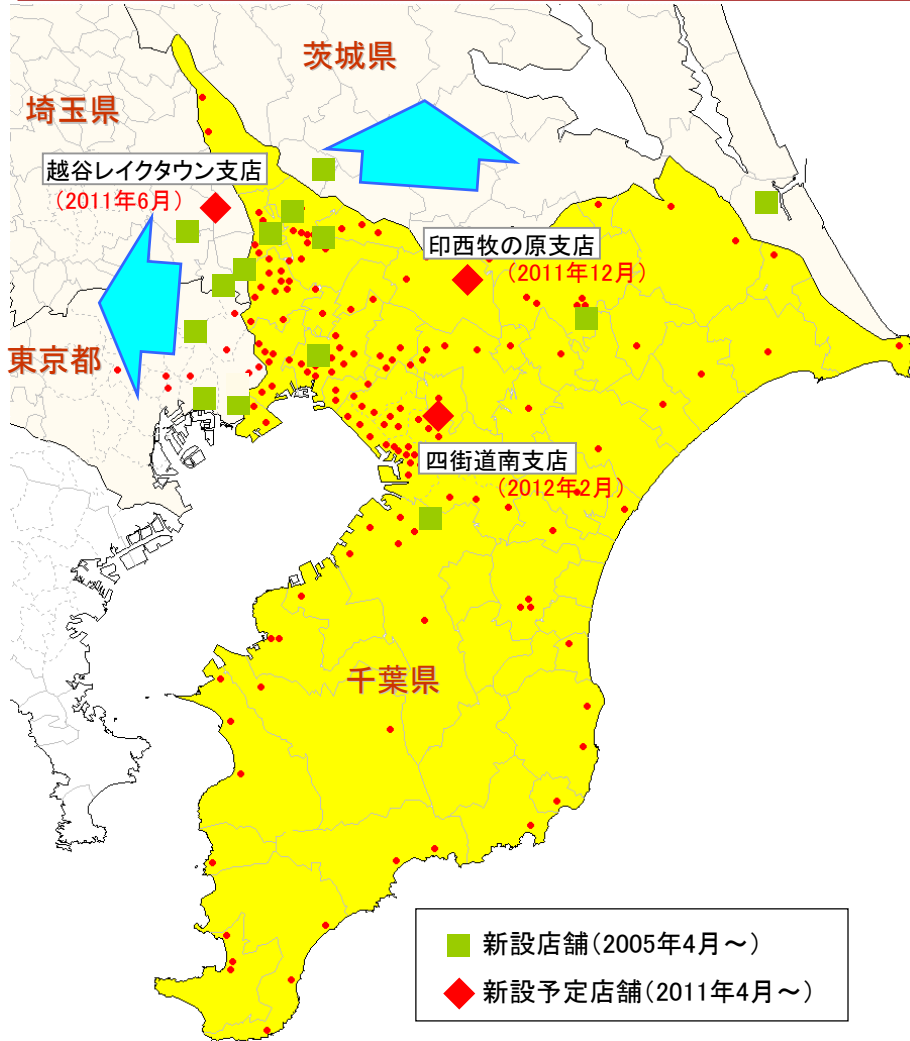 茨城県
埼玉県
越谷レイクタウン支店
(2011年6月)
印西牧の原支店
(2011年12月)
東京都
四街道南支店
(2012年2月)
千葉県
新設店舗(2005年4月～)
新設予定店舗(2011年4月～)